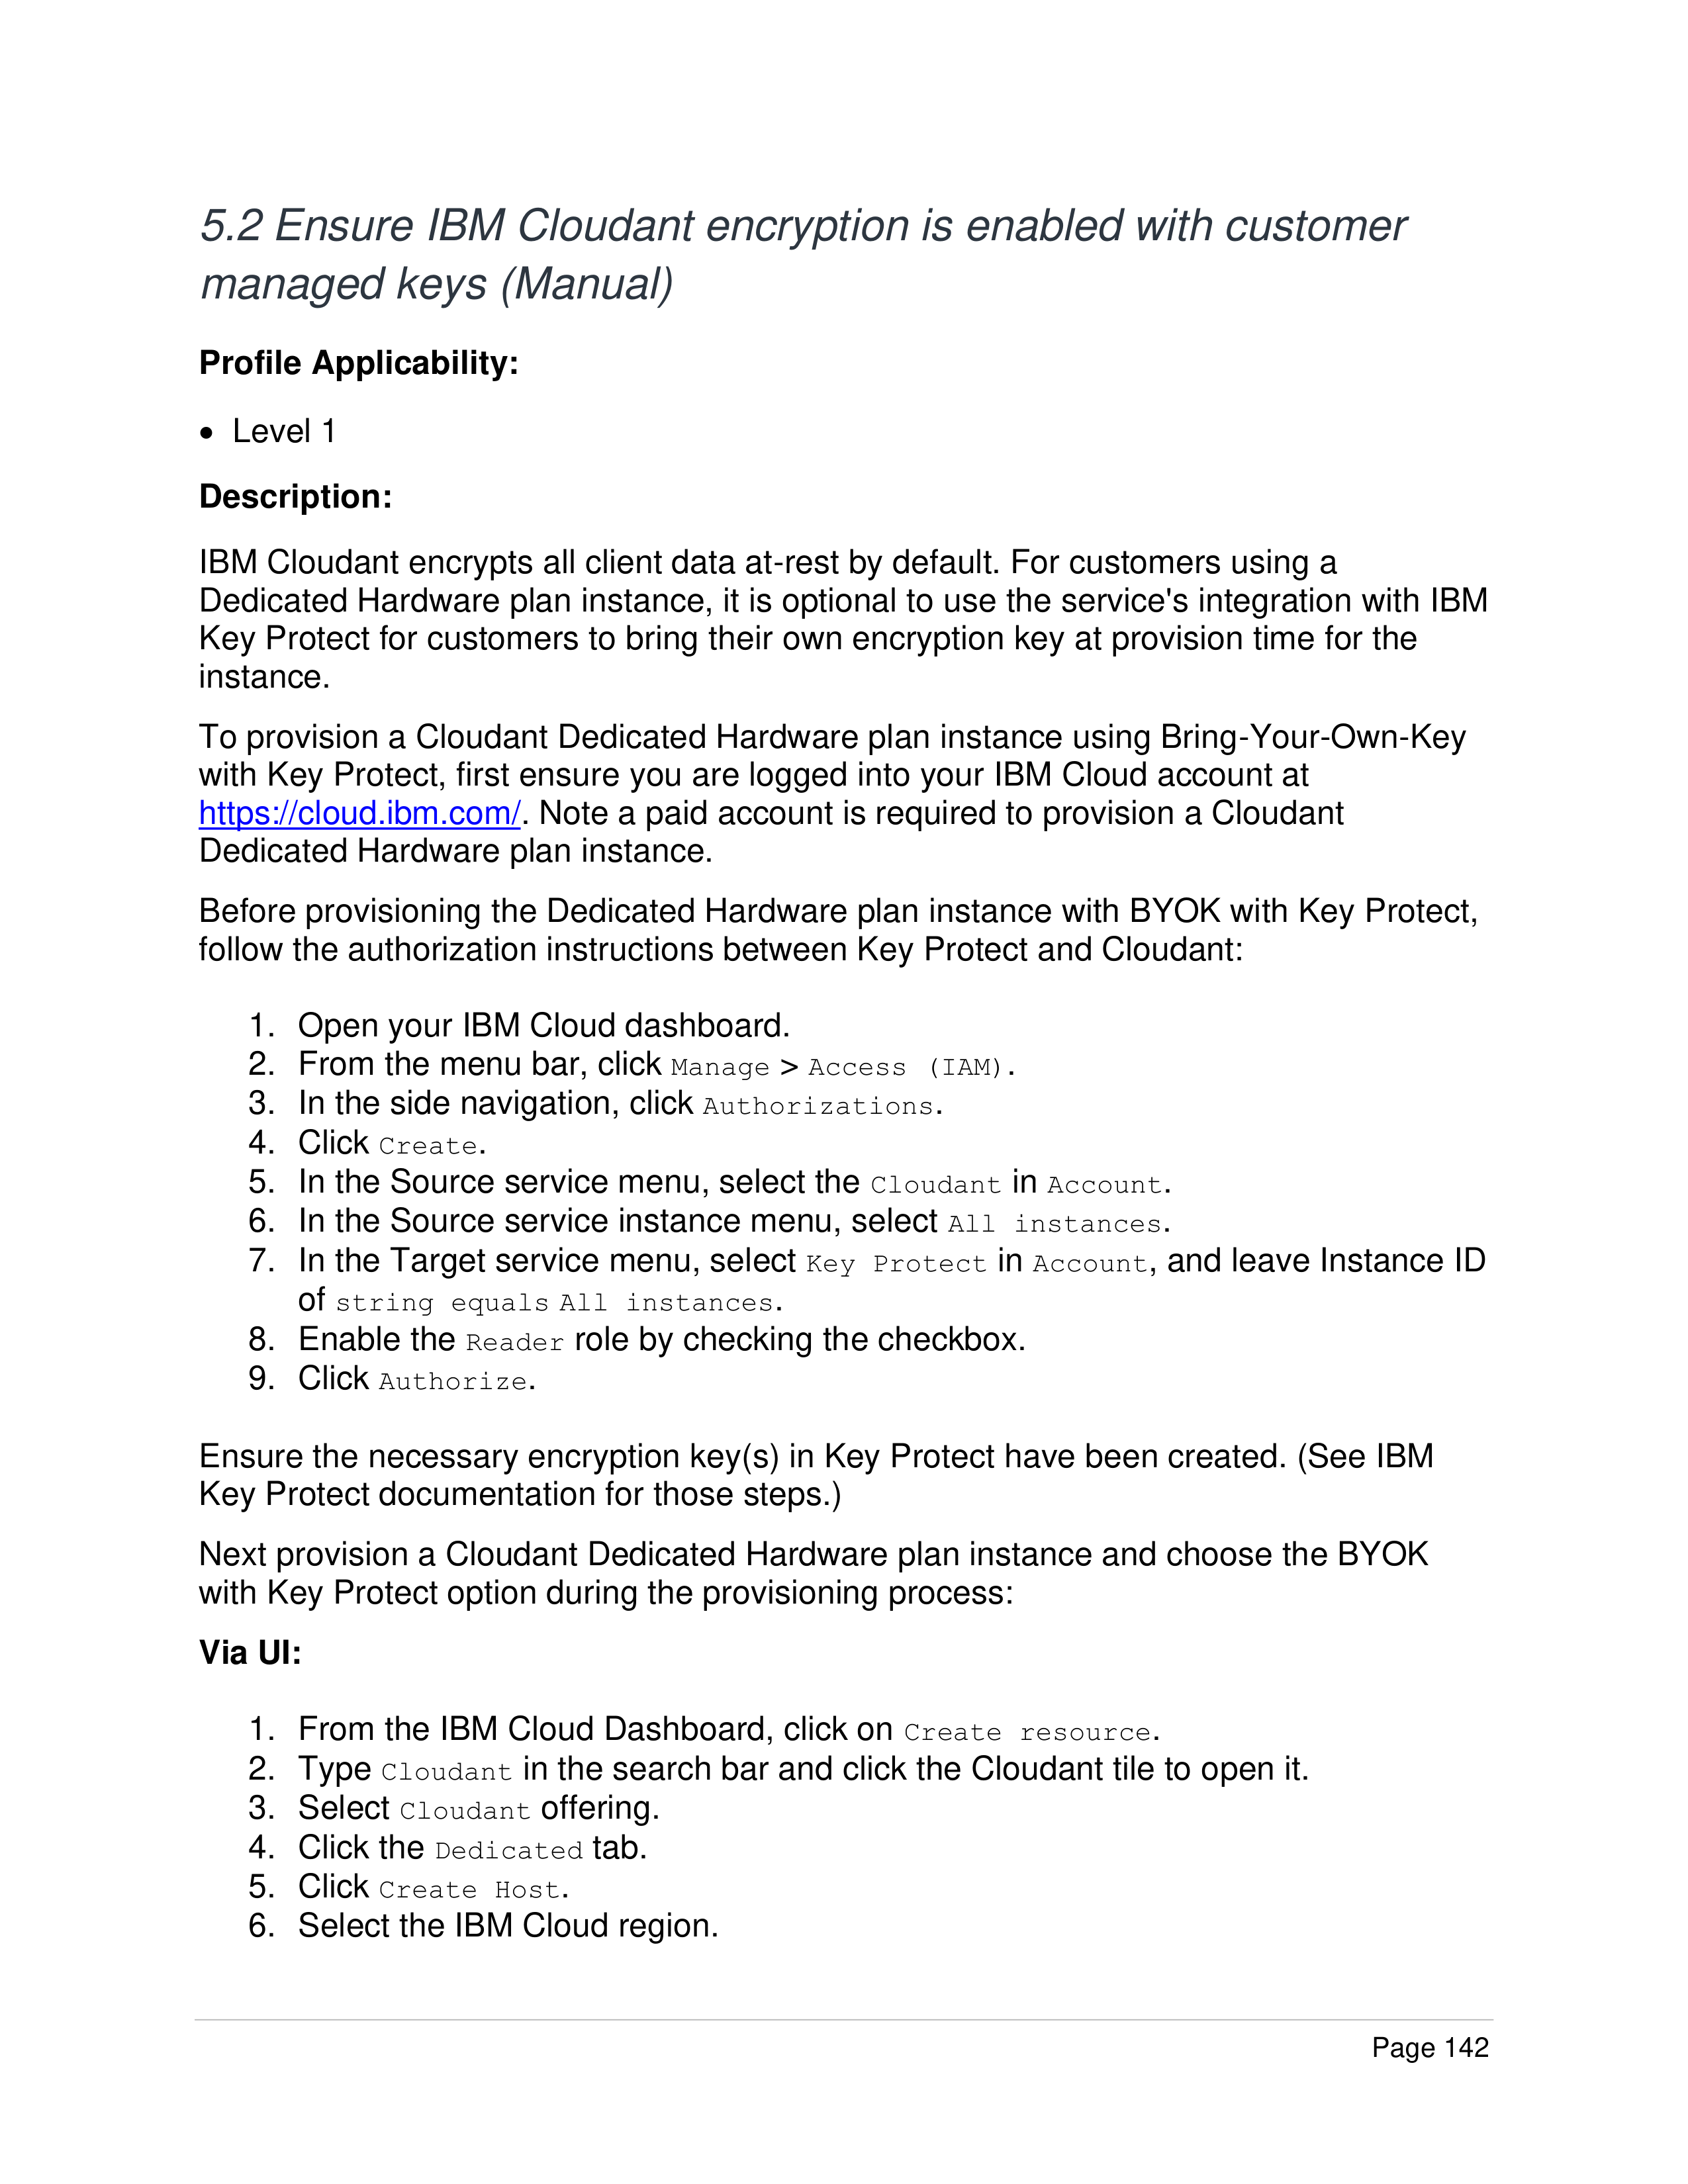 5.2 Ensure IBM Cloudant encryption is enabled with customer
managed keys (Manual)
Profile Applicability:
• Level 1
Description:
IBM Cloudant encrypts all client data at-rest by default. For customers using a
Dedicated Hardware plan instance, it is optional to use the service's integration with IBM
Key Protect for customers to bring their own encryption key at provision time for the
instance.
To provision a Cloudant Dedicated Hardware plan instance using Bring-Your-Own-Key
with Key Protect, first ensure you are logged into your IBM Cloud account at
https://cloud.ibm.com/. Note a paid account is required to provision a Cloudant
Dedicated Hardware plan instance.
Before provisioning the Dedicated Hardware plan instance with BYOK with Key Protect,
follow the authorization instructions between Key Protect and Cloudant:
1. Open your IBM Cloud dashboard.
2. From the menu bar, click Manage > Access (IAM).
3. In the side navigation, click Authorizations.
4. Click Create.
5. In the Source service menu, select the Cloudant in Account.
6. In the Source service instance menu, select All instances.
7. In the Target service menu, select Key Protect in Account, and leave Instance ID
of string equals All instances.
8. Enable the Reader role by checking the checkbox.
9. Click Authorize.
Ensure the necessary encryption key(s) in Key Protect have been created. (See IBM
Key Protect documentation for those steps.)
Next provision a Cloudant Dedicated Hardware plan instance and choose the BYOK
with Key Protect option during the provisioning process:
Via UI:
1. From the IBM Cloud Dashboard, click on Create resource.
2. Type Cloudant in the search bar and click the Cloudant tile to open it.
3. Select Cloudant offering.
4. Click the Dedicated tab.
5. Click Create Host.
6. Select the IBM Cloud region.
Page 142